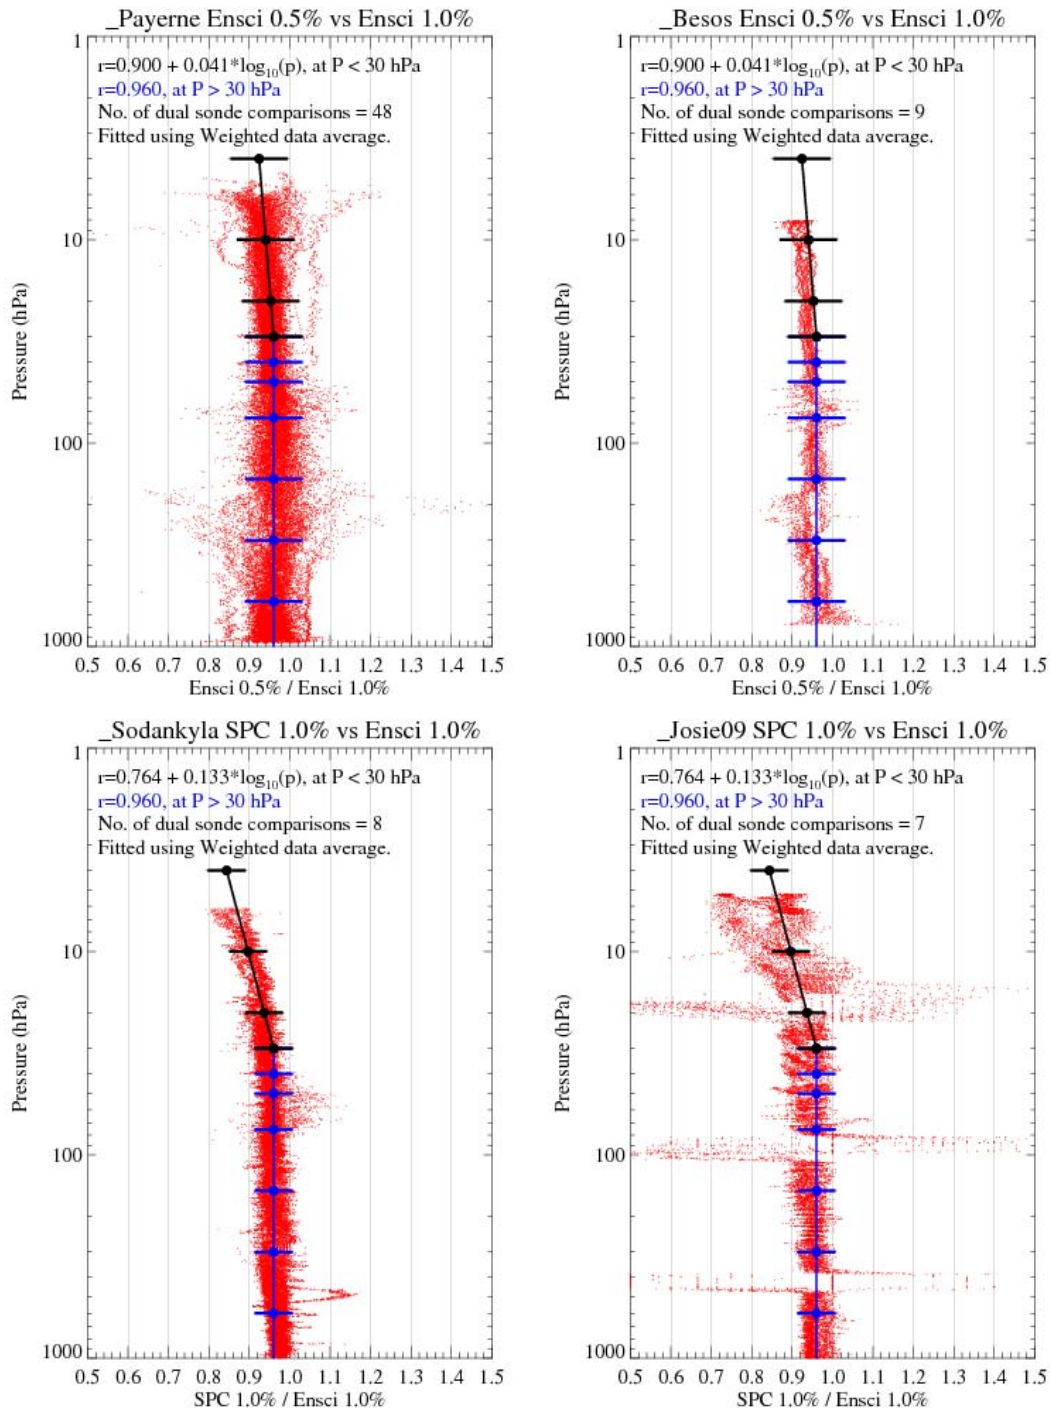 _Payerne Ensci 0.5% vs Ensci 1.0%
r=0.900 + 0.041*log10(p), at P < 30 hPa
r=0.960, at P > 30 hPa
No. of dual sonde comparisons = 48
Fitted using Weighted data average.
1
10
100
1000
Pressure (hPa)
0.5 0.6 0.7 0.8 0.9 1.0 1.1 1.2 1.3 1.4 1.5
Ensci 0.5% / Ensci 1.0%
_Besos Ensci 0.5% vs Ensci 1.0%
r=0.900 + 0.041*log10(p), at P < 30 hPa
r=0.960, at P > 30 hPa
No. of dual sonde comparisons = 9
Fitted using Weighted data average.
1
10
100
1000
Pressure (hPa)
0.5 0.6 0.7 0.8 0.9 1.0 1.1 1.2 1.3 1.4 1.5
Ensci 0.5% / Ensci 1.0%
_Sodankyla SPC 1.0% vs Ensci 1.0%
r=0.764 + 0.133*log10(p), at P < 30 hPa
r=0.960, at P > 30 hPa
No. of dual sonde comparisons = 8
Fitted using Weighted data average.
1
10
100
1000
Pressure (hPa)
0.5 0.6 0.7 0.8 0.9 1.0 1.1 1.2 1.3 1.4 1.5
SPC 1.0% / Ensci 1.0%
_Josie09 SPC 1.0% vs Ensci 1.0%
r=0.764 + 0.133*log10(p), at P < 30 hPa
r=0.960, at P > 30 hPa
No. of dual sonde comparisons = 7
Fitted using Weighted data average.
1
10
100
1000
Pressure (hPa)
0.5 0.6 0.7 0.8 0.9 1.0 1.1 1.2 1.3 1.4 1.5
SPC 1.0% / Ensci 1.0%